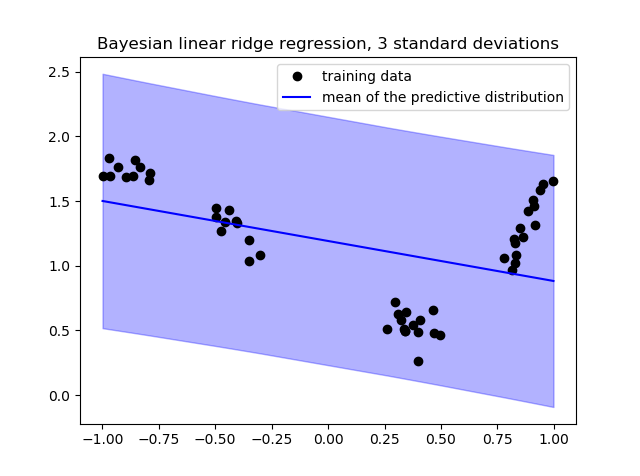 Bayesian linear ridge regression, 3 standard deviations
training data
mean of the predictive distribution
2.5
2.0
1.5
1.0
0.5
0.0
−1.00 −0.75 −0.50 −0.25 0.00 0.25 0.50 0.75 1.00